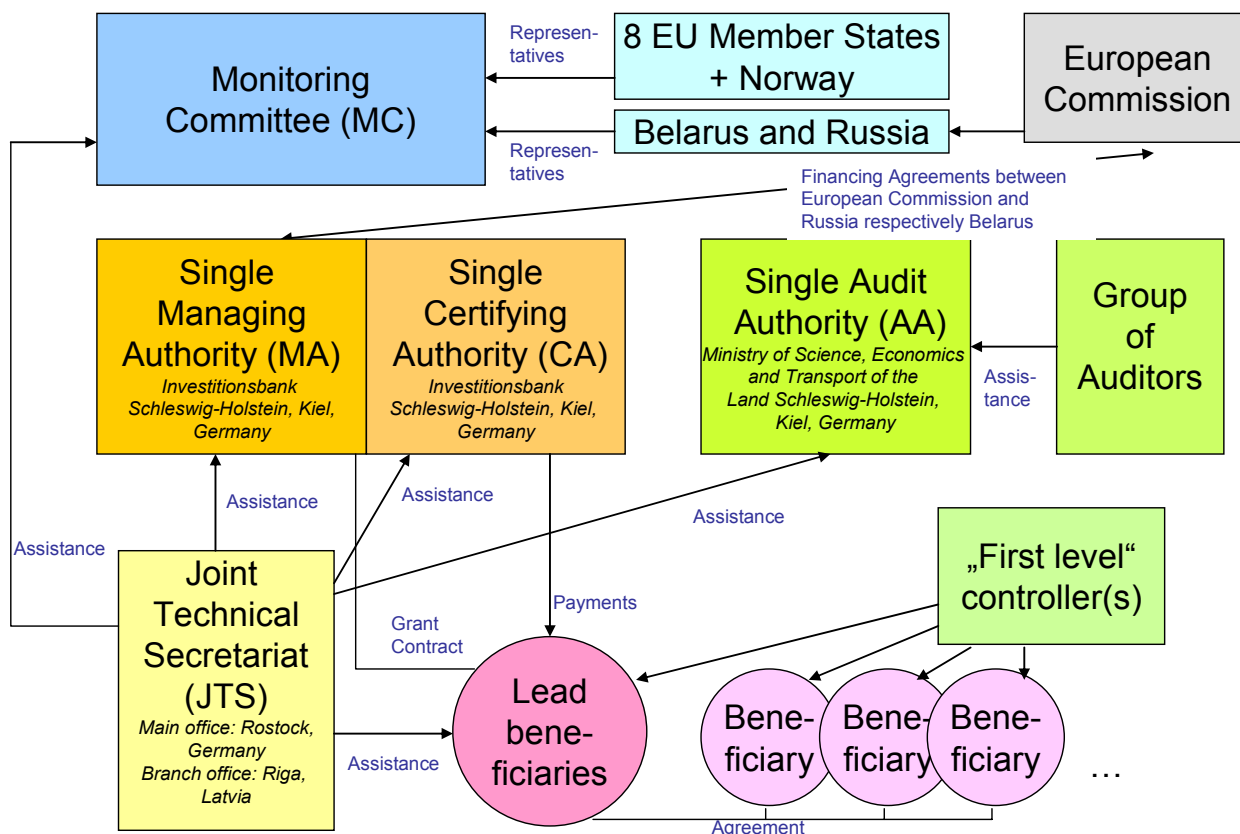 Monitoring
Committee (MC)
Represen-
tatives
8 EU Member States
+ Norway
European
Commission
Belarus and Russia
Represen-
tatives
Financing Agreements between
European Commission and
Russia respectively Belarus
Single
Managing
Authority (MA)
Investitionsbank
Schleswig-Holstein, Kiel,
Germany
Single
Certifying
Authority (CA)
Investitionsbank
Schleswig-Holstein, Kiel,
Germany
Single Audit
Authority (AA)
Ministry of Science, Economics
and Transport of the
Land Schleswig-Holstein,
Kiel, Germany
Assis-
tance
Group
of
Auditors
Assistance
Assistance
Assistance
Assistance
Joint
Technical
Secretariat
(JTS)
Main office: Rostock,
Germany
Branch office: Riga,
Latvia
Grant
Contract
Payments
„First level“
controller(s)
Assistance
Lead
bene-
ficiaries
Bene-
ficiary
Bene-
ficiary
Bene-
ficiary
...
Agreement